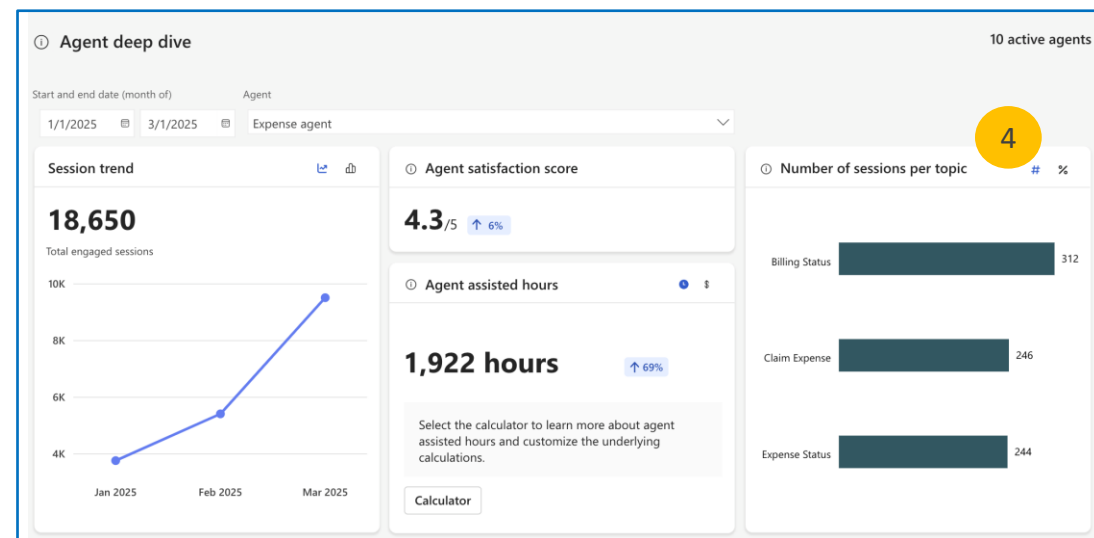 Agent deep dive
10 active agents
Start and end date (month of)
Agent
1/1/2025
3/1/2025
Expense agent
4
Session trend
18,650
Total engaged sessions
10K
8K
6K
4K
Jan 2025
Feb 2025
Mar 2025
Agent satisfaction score
4.3/5 ↑ 6%
Agent assisted hours
$
1,922 hours ↑ 69%
Select the calculator to learn more about agent
assisted hours and customize the underlying
calculations.
Calculator
Number of sessions per topic
# %
Billing Status 312
Claim Expense 246
Expense Status 244